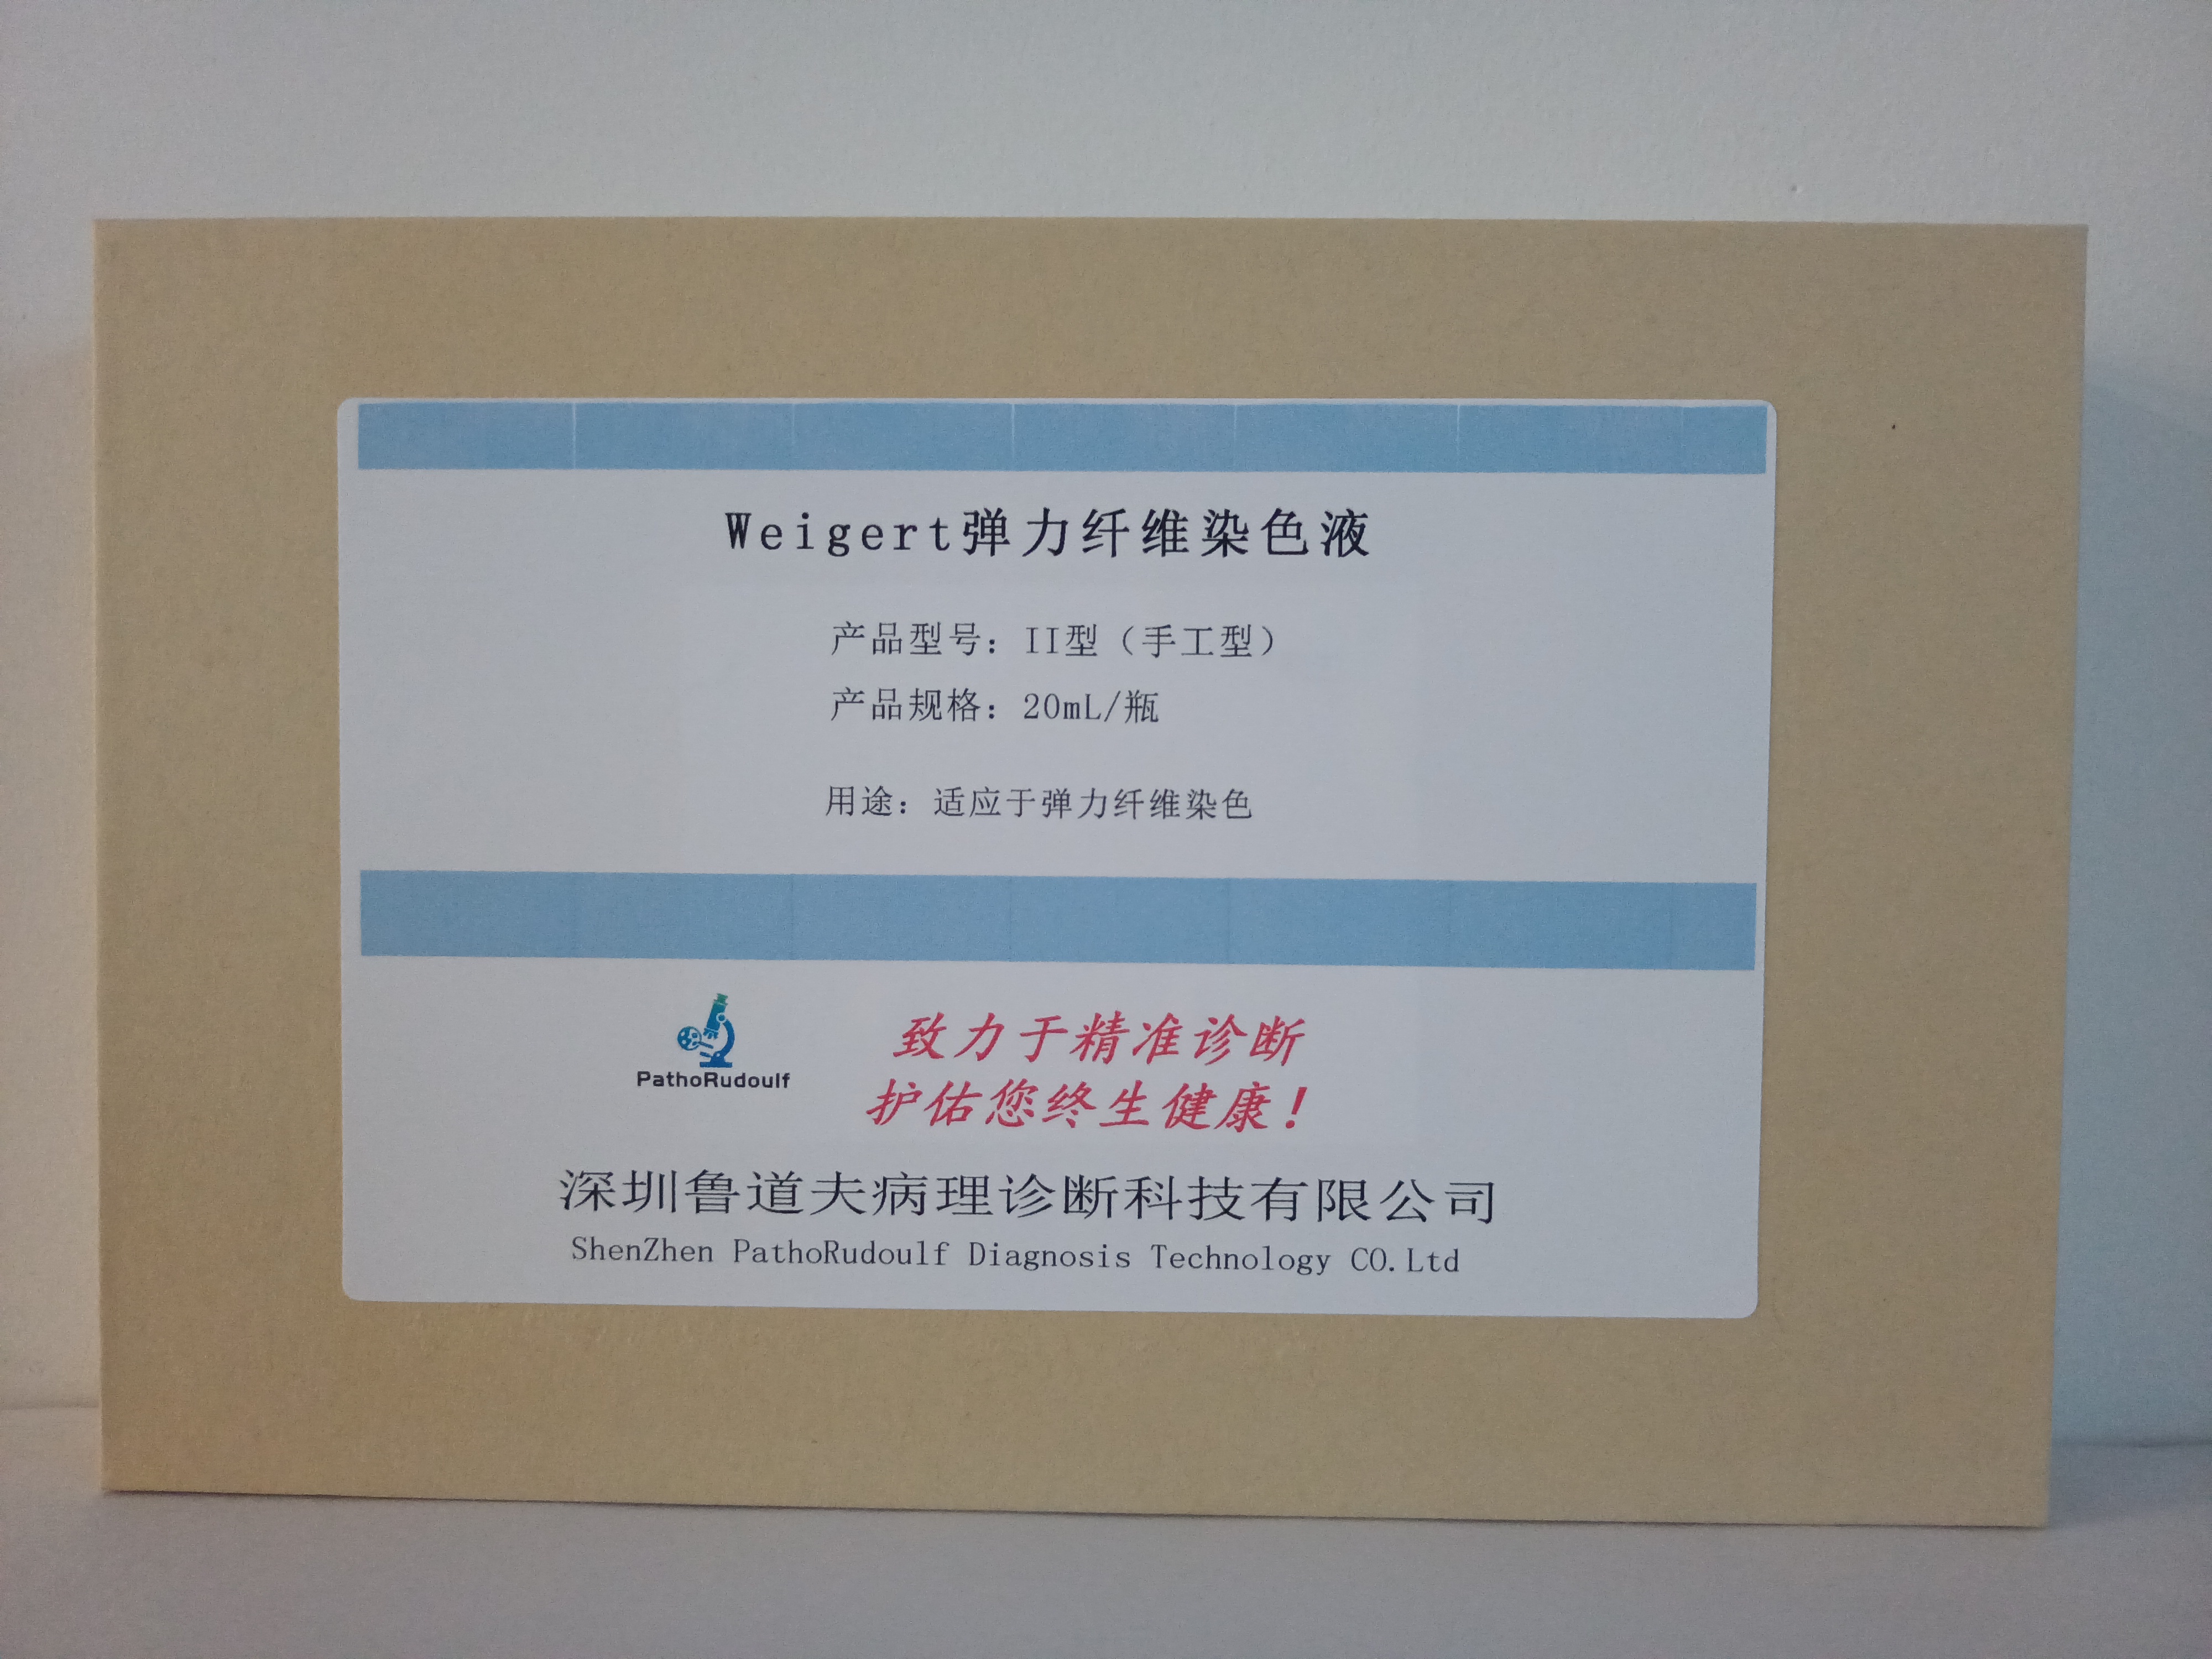 Weigert弹力纤维染色液
产品型号：II型（手工型）
产品规格：20mL/瓶
用途：适应于弹力纤维染色
PathoRudoulf
致力于精准诊断
护佑您终生健康！
深圳鲁道夫病理诊断科技有限公司
ShenZhen PathoRudoulf Diagnosis Technology CO.Ltd